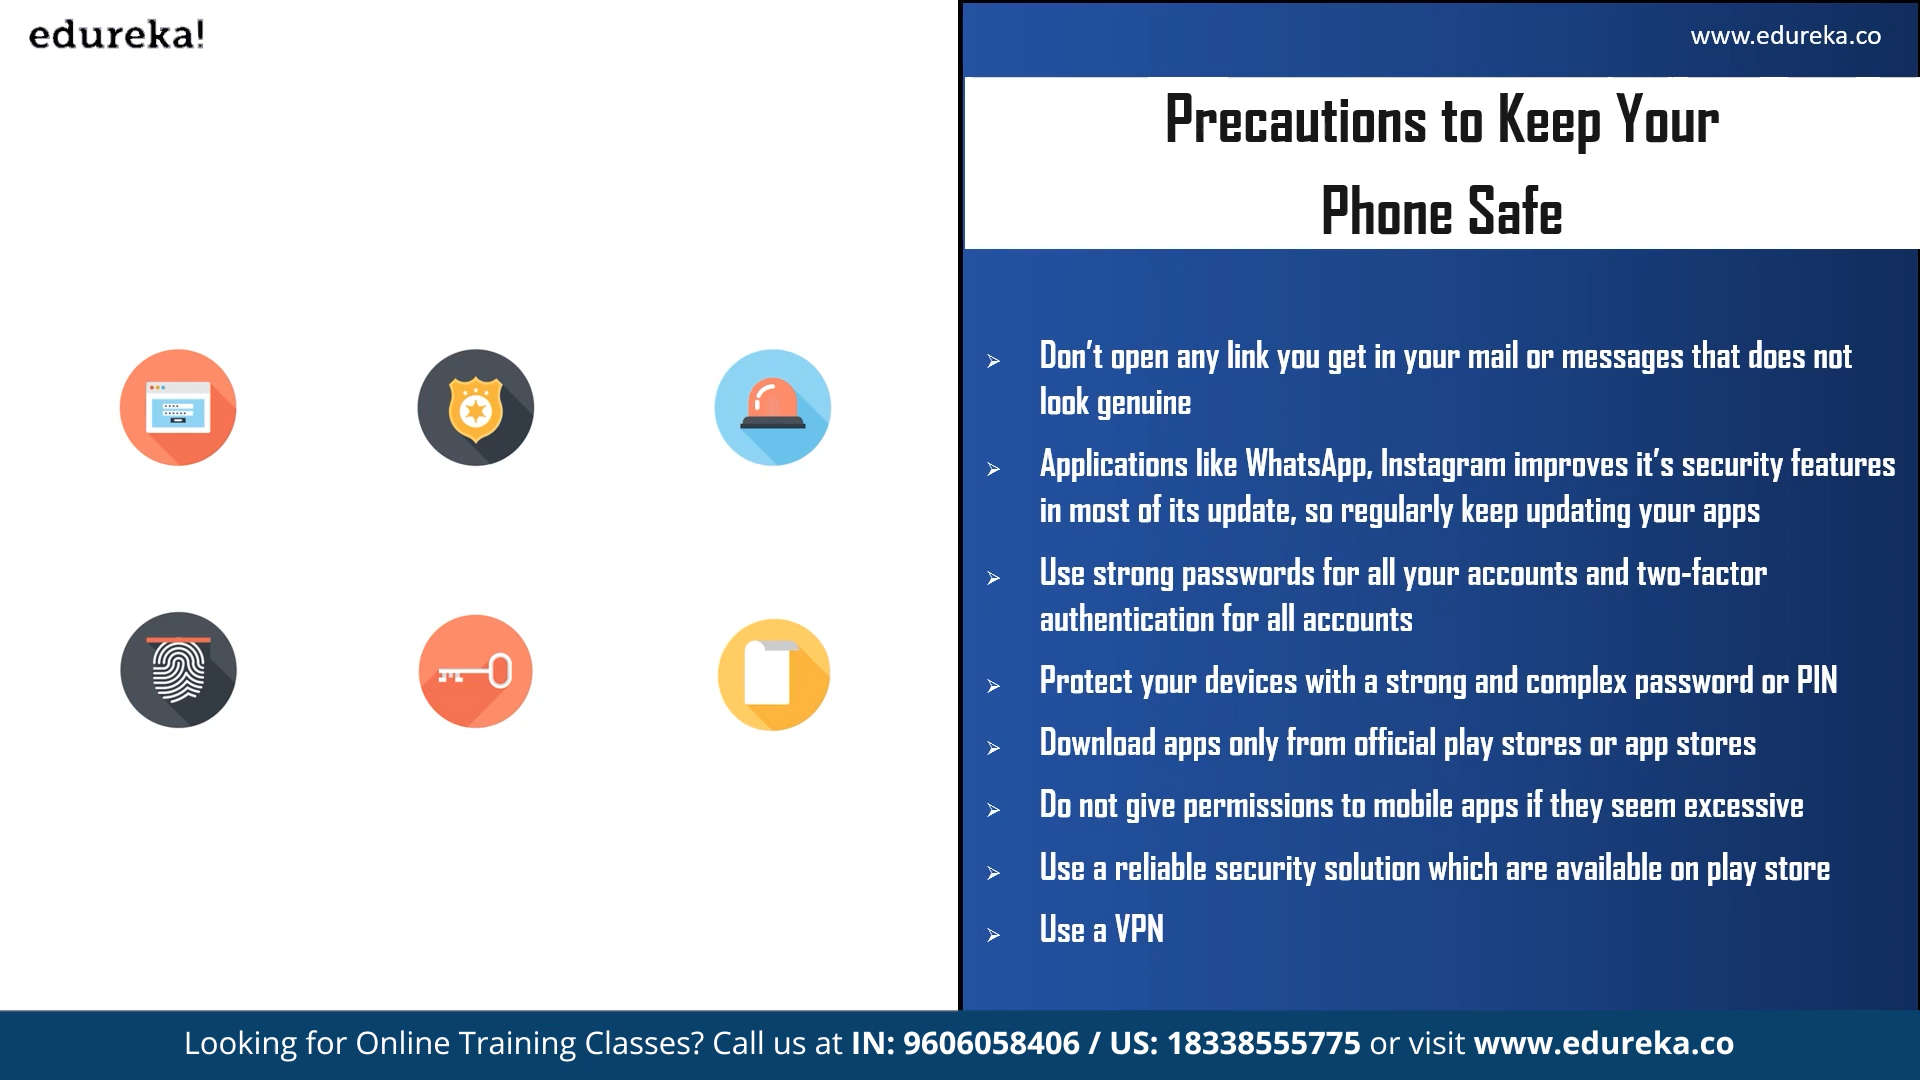 edureka!
www.edureka.co
Precautions to Keep Your
Phone Safe
➢ Don't open any link you get in your mail or messages that does not
look genuine
➢ Applications like WhatsApp, Instagram improves it's security features
in most of its update, so regularly keep updating your apps
➢ Use strong passwords for all your accounts and two-factor
authentication for all accounts
➢ Protect your devices with a strong and complex password or PIN
➢ Download apps only from official play stores or app stores
➢ Do not give permissions to mobile apps if they seem excessive
➢ Use a reliable security solution which are available on play store
➢ Use a VPN
Looking for Online Training Classes? Call us at IN: 9606058406 / US: 18338555775 or visit www.edureka.co